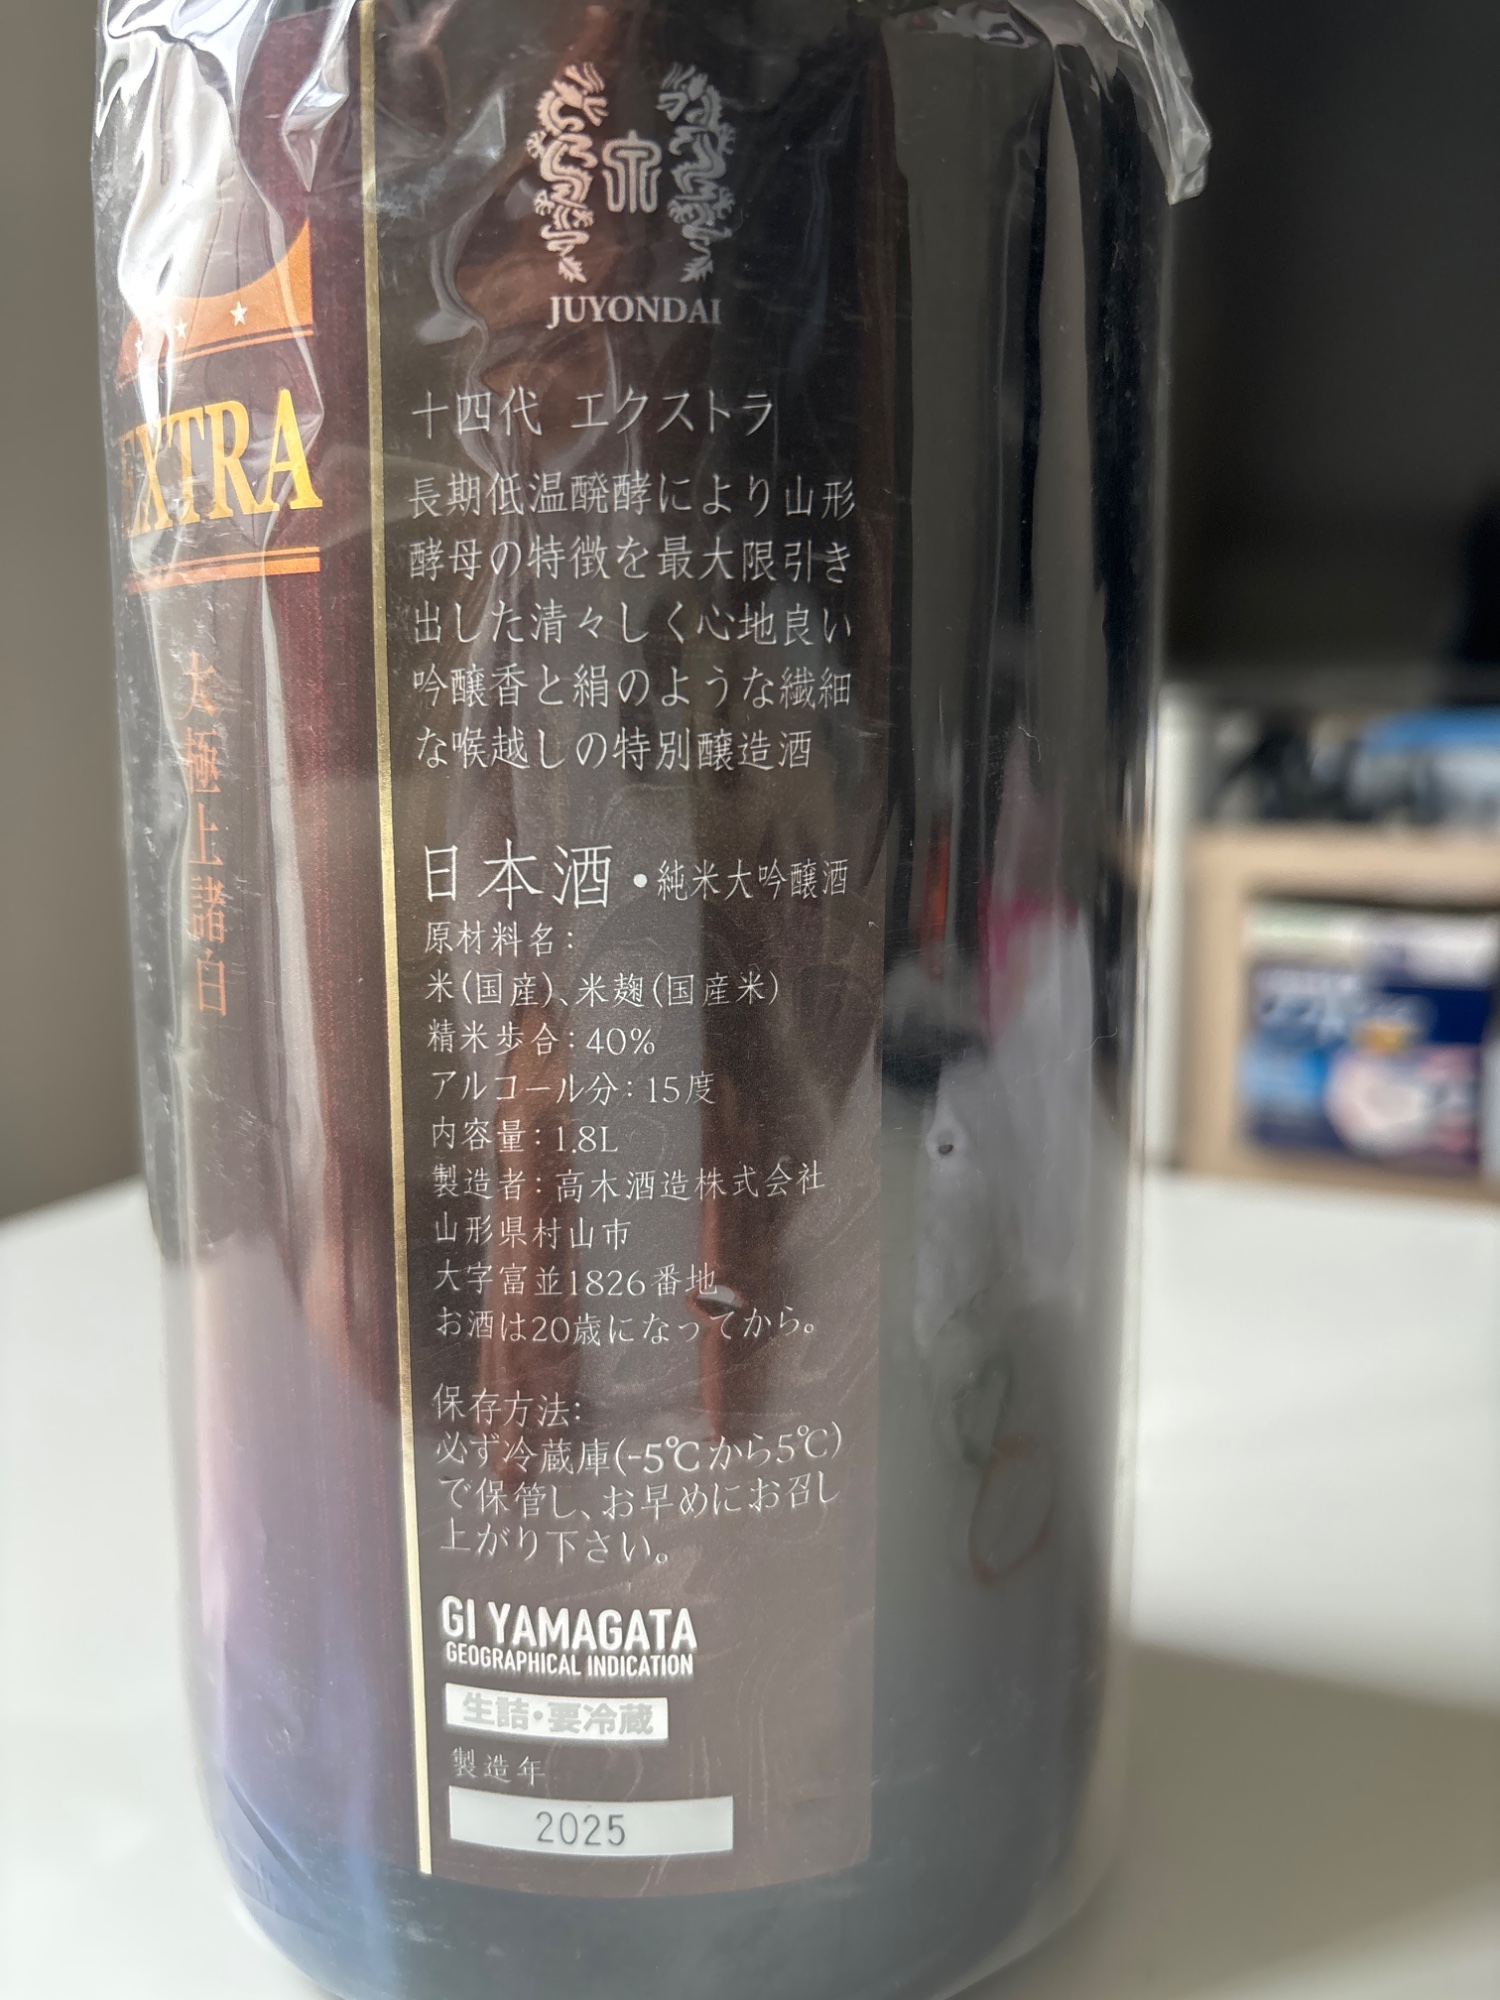 EXTRA
大極上諸白
JUYONDAI
十四代 エクストラ
長期低温醗酵により山形
酵母の特徴を最大限引き
出した清々しく心地良い
吟醸香と絹のような繊細
な喉越しの特別醸造酒
日本酒・純米大吟醸酒
原材料名:
米(国産)、米麹(国産米)
精米歩合:40%
アルコール分:15度
内容量:1.8L
製造者:高木酒造株式会社
山形県村山市
大字富並1826番地
お酒は20歳になってから。
保存方法:
必ず冷蔵庫(-5℃から5℃)
で保管し、お早めにお召し
上がり下さい。
GI YAMAGATA
GEOGRAPHICAL INDICATION
生詰・要冷蔵
製造年
2025